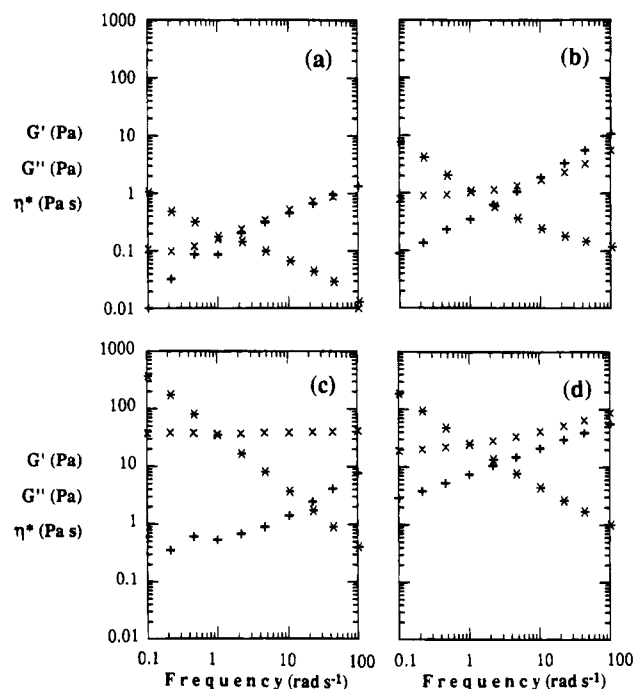 1000
100
G' (Pa)
10
G'' (Pa)
1
η* (Pa s)
0.1
0.01
(a)
(b)
1000
100
G' (Pa)
10
G'' (Pa)
1
η* (Pa s)
0.1
0.01
(c)
(d)
0.1 1 10 100 0.1 1 10 100
Frequency (rad s-1) Frequency (rad s-1)